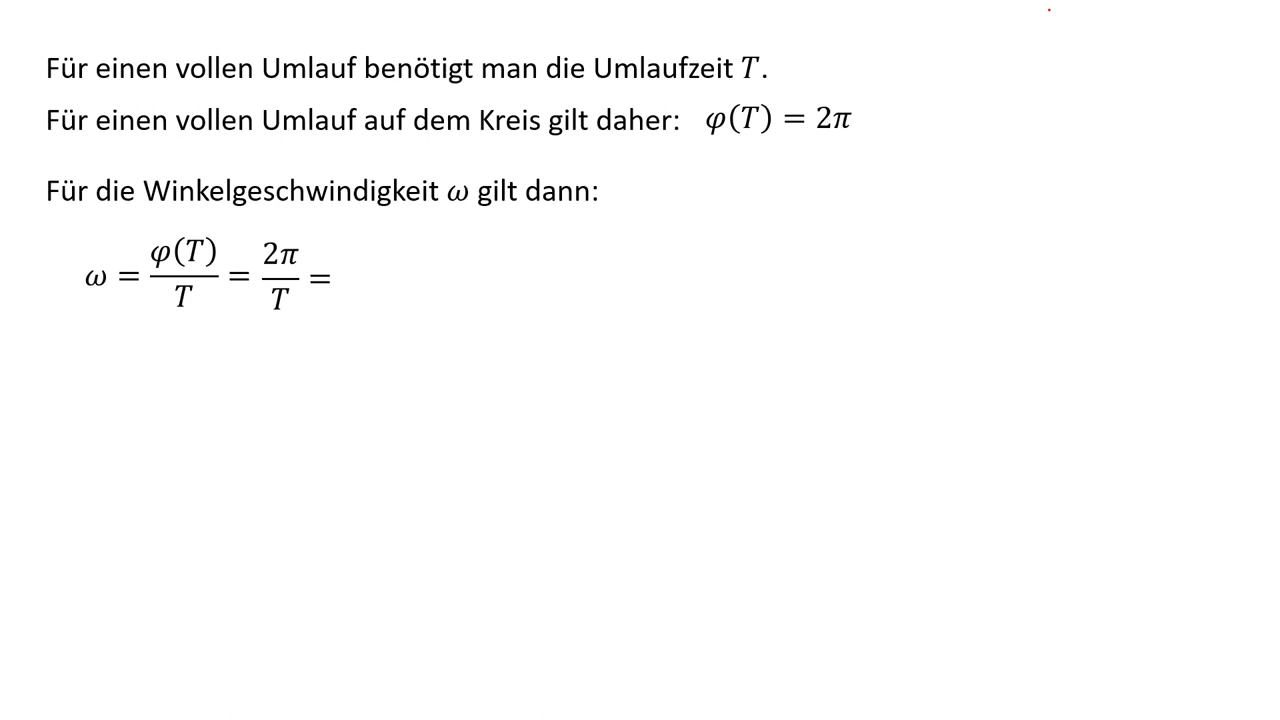 Für einen vollen Umlauf benötigt man die Umlaufzeit T.
Für einen vollen Umlauf auf dem Kreis gilt daher: φ(T) = 2π
Für die Winkelgeschwindigkeit ω gilt dann:
ω = φ(T)/T = 2π/T =